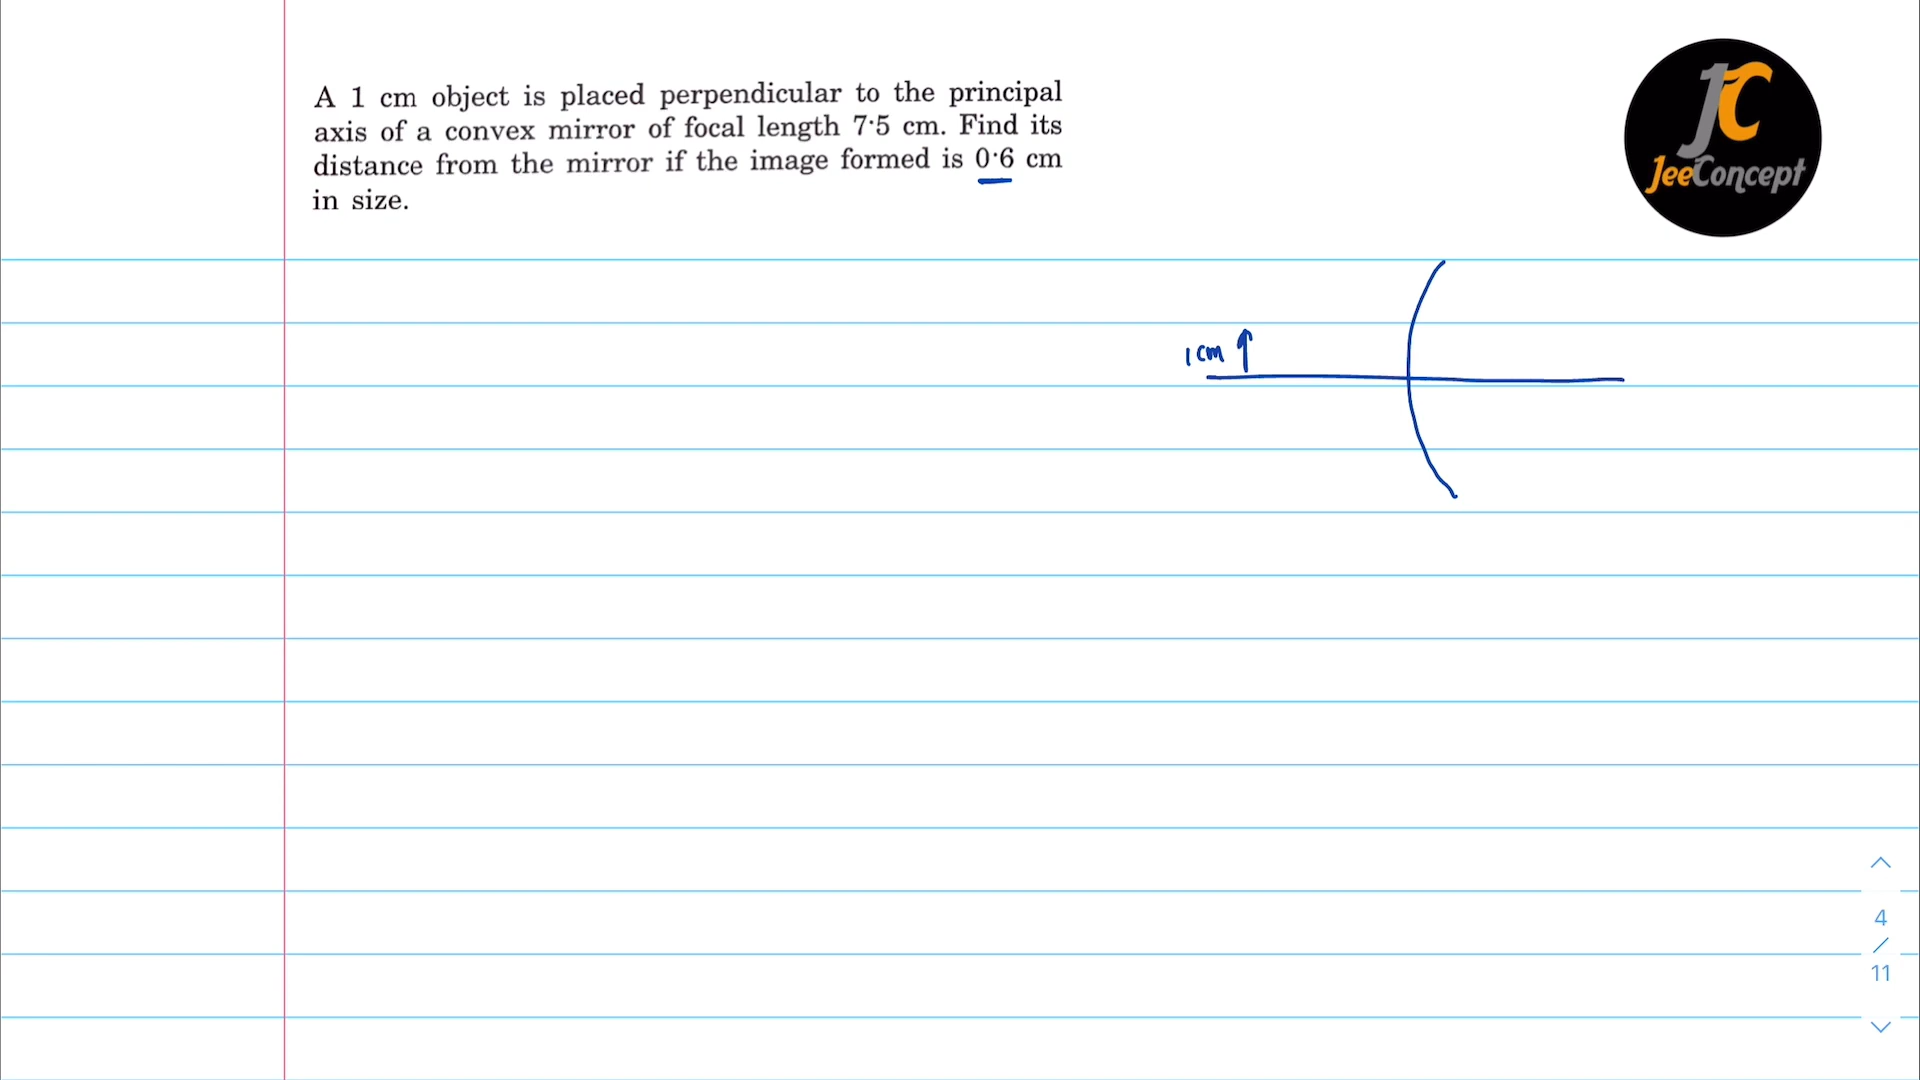 A 1 cm object is placed perpendicular to the principal
axis of a convex mirror of focal length 7·5 cm. Find its
distance from the mirror if the image formed is 0·6 cm
in size.
JC
JeeConcept
1cm
4
/
11